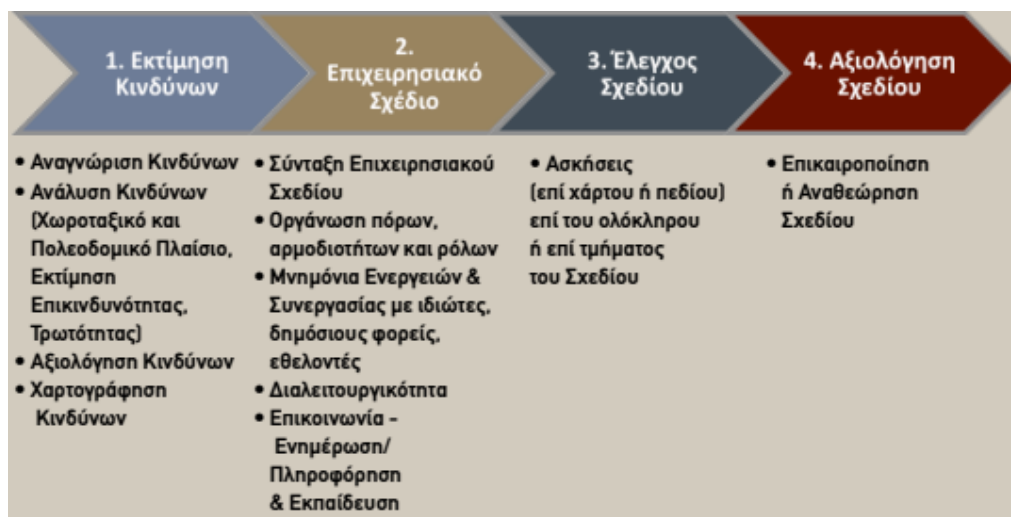 1. Εκτίμηση
Κινδύνων
2.
Επιχειρησιακό
Σχέδιο
3. Έλεγχος
Σχεδίου
4. Αξιολόγηση
Σχεδίου
• Αναγνώριση Κινδύνων
• Ανάλυση Κινδύνων
(Χωροταξικό και
Πολεοδομικό Πλαίσιο,
Εκτίμηση
Επικινδυνότητας,
Τρωτότητας)
• Αξιολόγηση Κινδύνων
• Χαρτογράφηση
Κινδύνων
• Σύνταξη Επιχειρησιακού
Σχεδίου
• Οργάνωση πόρων,
αρμοδιοτήτων και ρόλων
• Μνημόνια Ενεργειών &
Συνεργασίας με ιδιώτες,
δημόσιους φορείς,
εθελοντές
• Διαλειτουργικότητα
• Επικοινωνία -
Ενημέρωση/
Πληροφόρηση
& Εκπαίδευση
• Ασκήσεις
(επί χάρτου ή πεδίου)
επί του ολόκληρου
ή επί τμήματος
του Σχεδίου
• Επικαιροποίηση
ή Αναθεώρηση
Σχεδίου